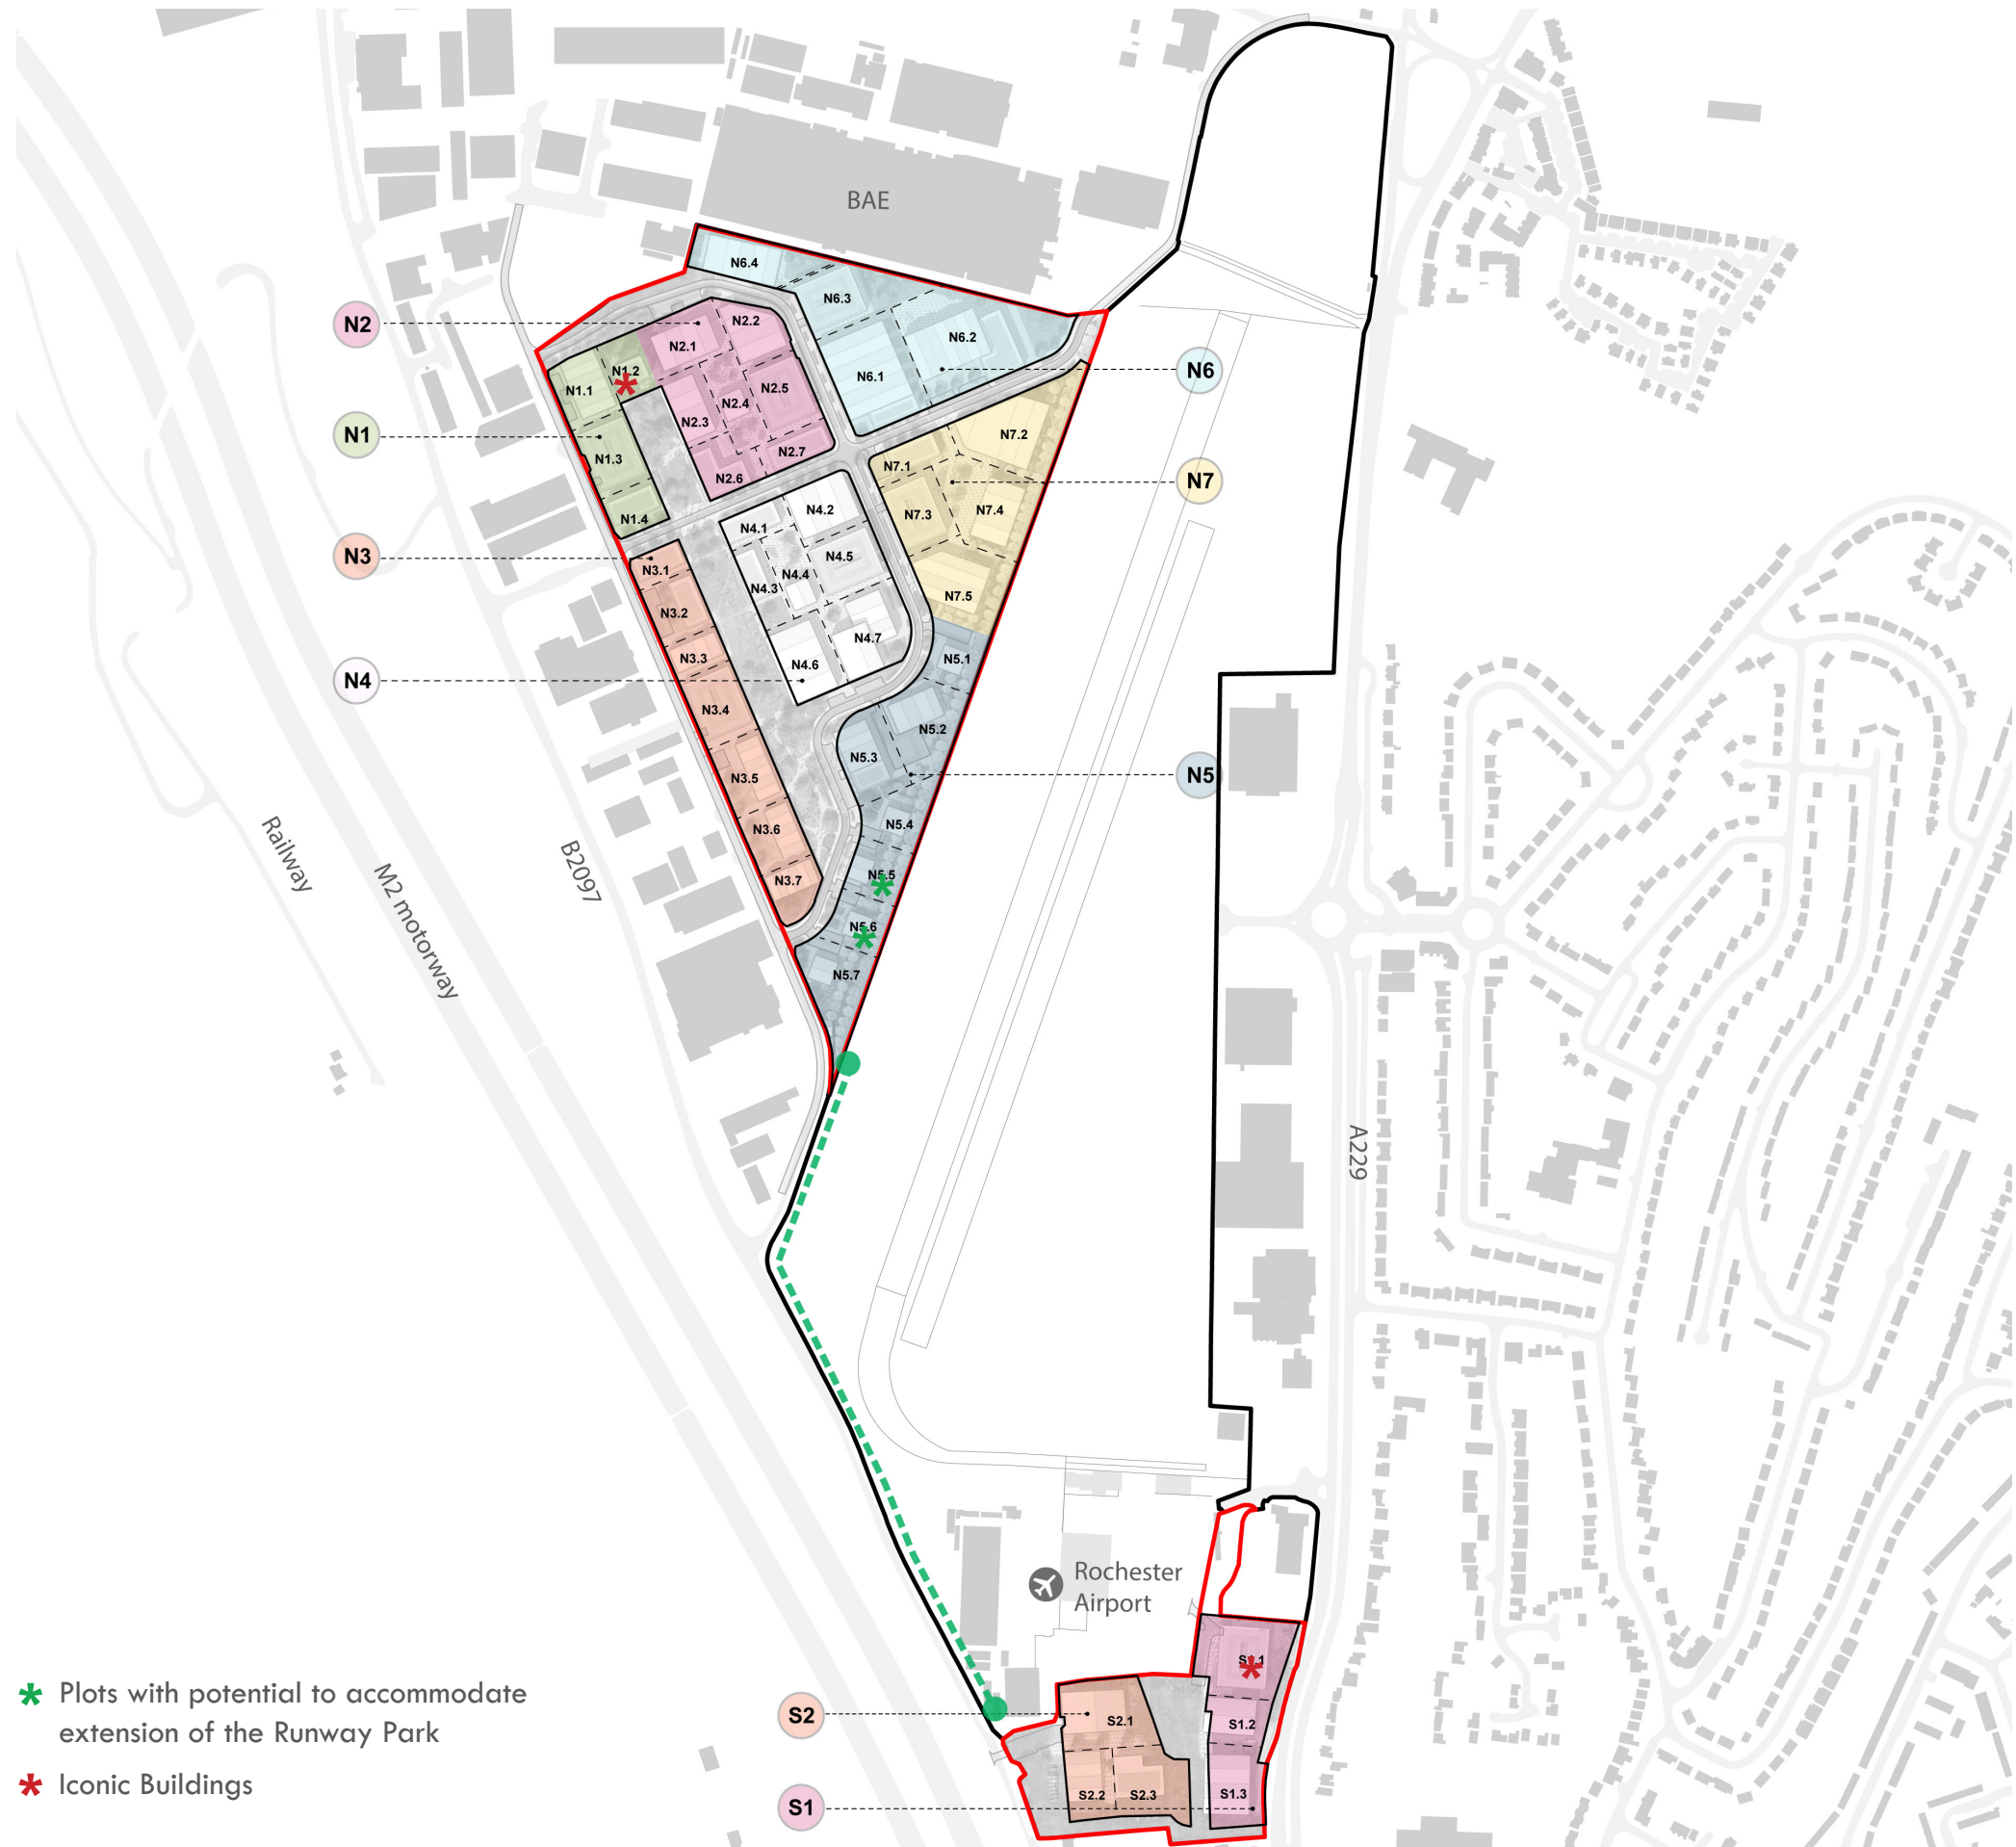 BAE
N6.4
N6.3
N6.2
N6.1
N6
N2
N2.2
N2.1
N2.5
N2.4
N2.3
N2.7
N2.6
N1.2
N1.1
N1
N1.3
N1.4
N7.2
N7.1
N7
N7.3
N7.4
N7.5
N4.2
N4.1
N4.5
N4.4
N4.3
N4.7
N4.6
N4
N3
N3.1
N3.2
N3.3
N3.4
N3.5
N3.6
N3.7
N5.1
N5.2
N5.3
N5
N5.4
N5.5
N5.6
N5.7
Railway
M2 motorway
B2097
A229
Rochester
Airport
S1.1
S1.2
S1.3
S2
S2.1
S2.2
S2.3
S1
* Plots with potential to accommodate
extension of the Runway Park
* Iconic Buildings